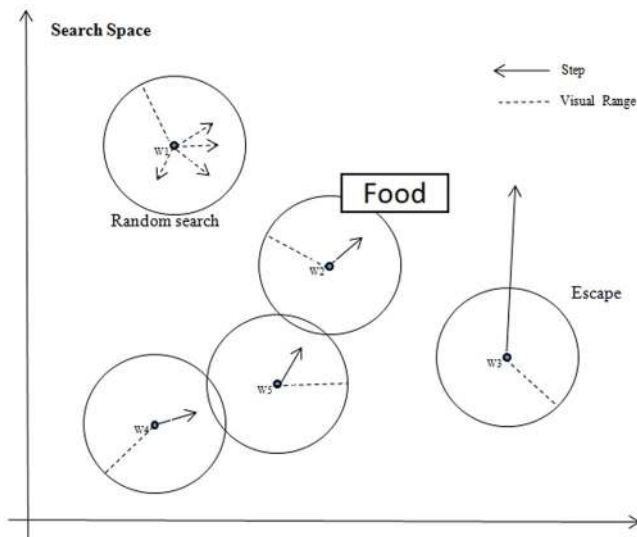 Search Space
Step
Visual Range
W1
Random search
Food
W2
Escape
W3
W5
W4